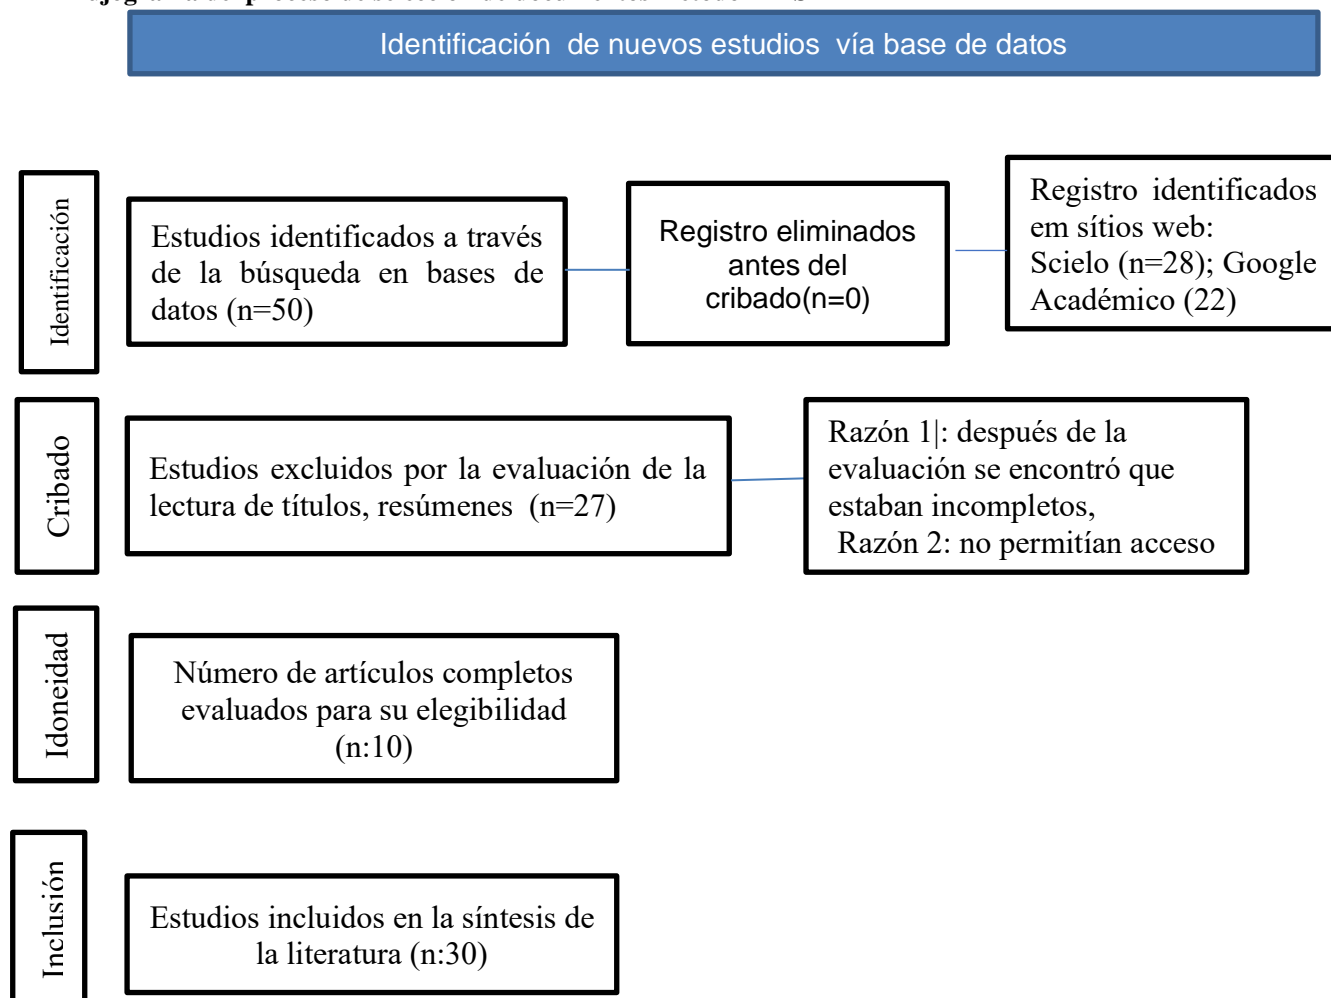 Identificación de nuevos estudios vía base de datos
Identificación
Estudios identificados a través
de la búsqueda en bases de
datos (n=50)
Registro eliminados
antes del
cribado(n=0)
Registro identificados
em sítios web:
Scielo (n=28); Google
Académico (22)
Cribado
Estudios excluidos por la evaluación de la
lectura de títulos, resúmenes (n=27)
Razón 1|: después de la
evaluación se encontró que
estaban incompletos,
Razón 2: no permitían acceso
Idoneidad
Número de artículos completos
evaluados para su elegibilidad
(n:10)
Inclusión
Estudios incluidos en la síntesis de
la literatura (n:30)